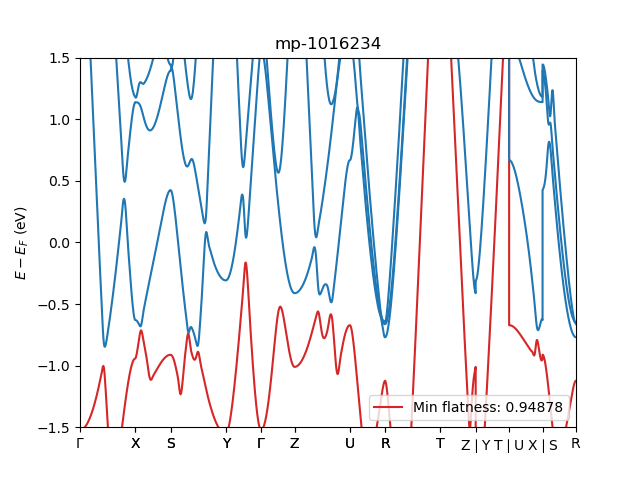 mp-1016234
E − E_F (eV)
1.5
1.0
0.5
0.0
−0.5
−1.0
−1.5
Min flatness: 0.94878
Γ X S Y Γ Z U R T Z|Y T|U X|S R